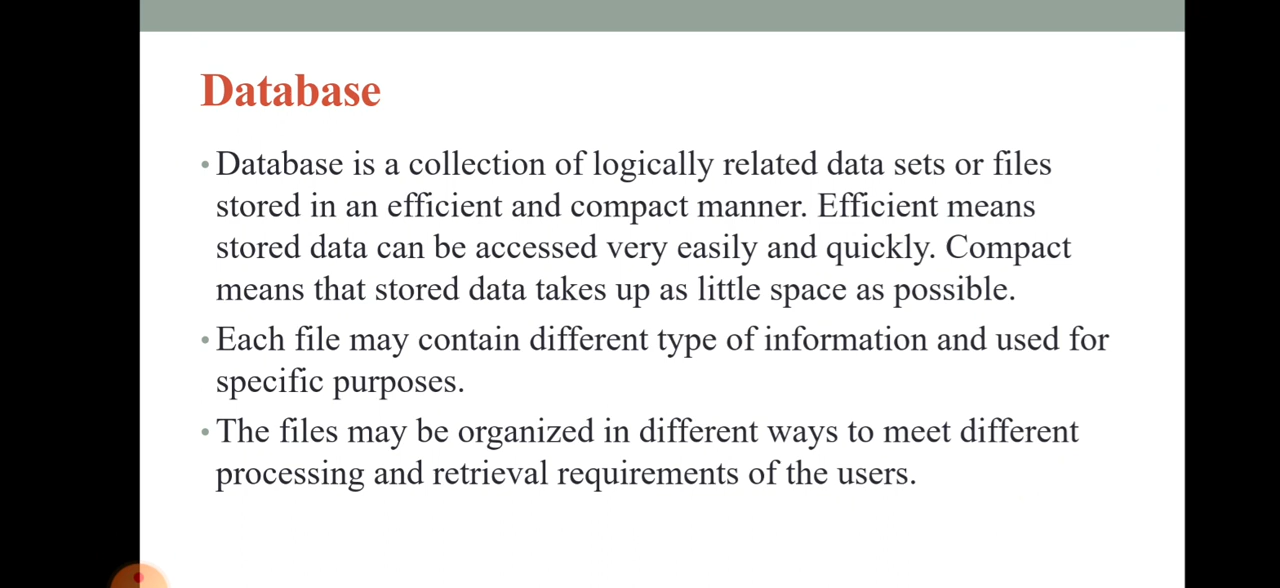 Database
• Database is a collection of logically related data sets or files
stored in an efficient and compact manner. Efficient means
stored data can be accessed very easily and quickly. Compact
means that stored data takes up as little space as possible.
• Each file may contain different type of information and used for
specific purposes.
• The files may be organized in different ways to meet different
processing and retrieval requirements of the users.